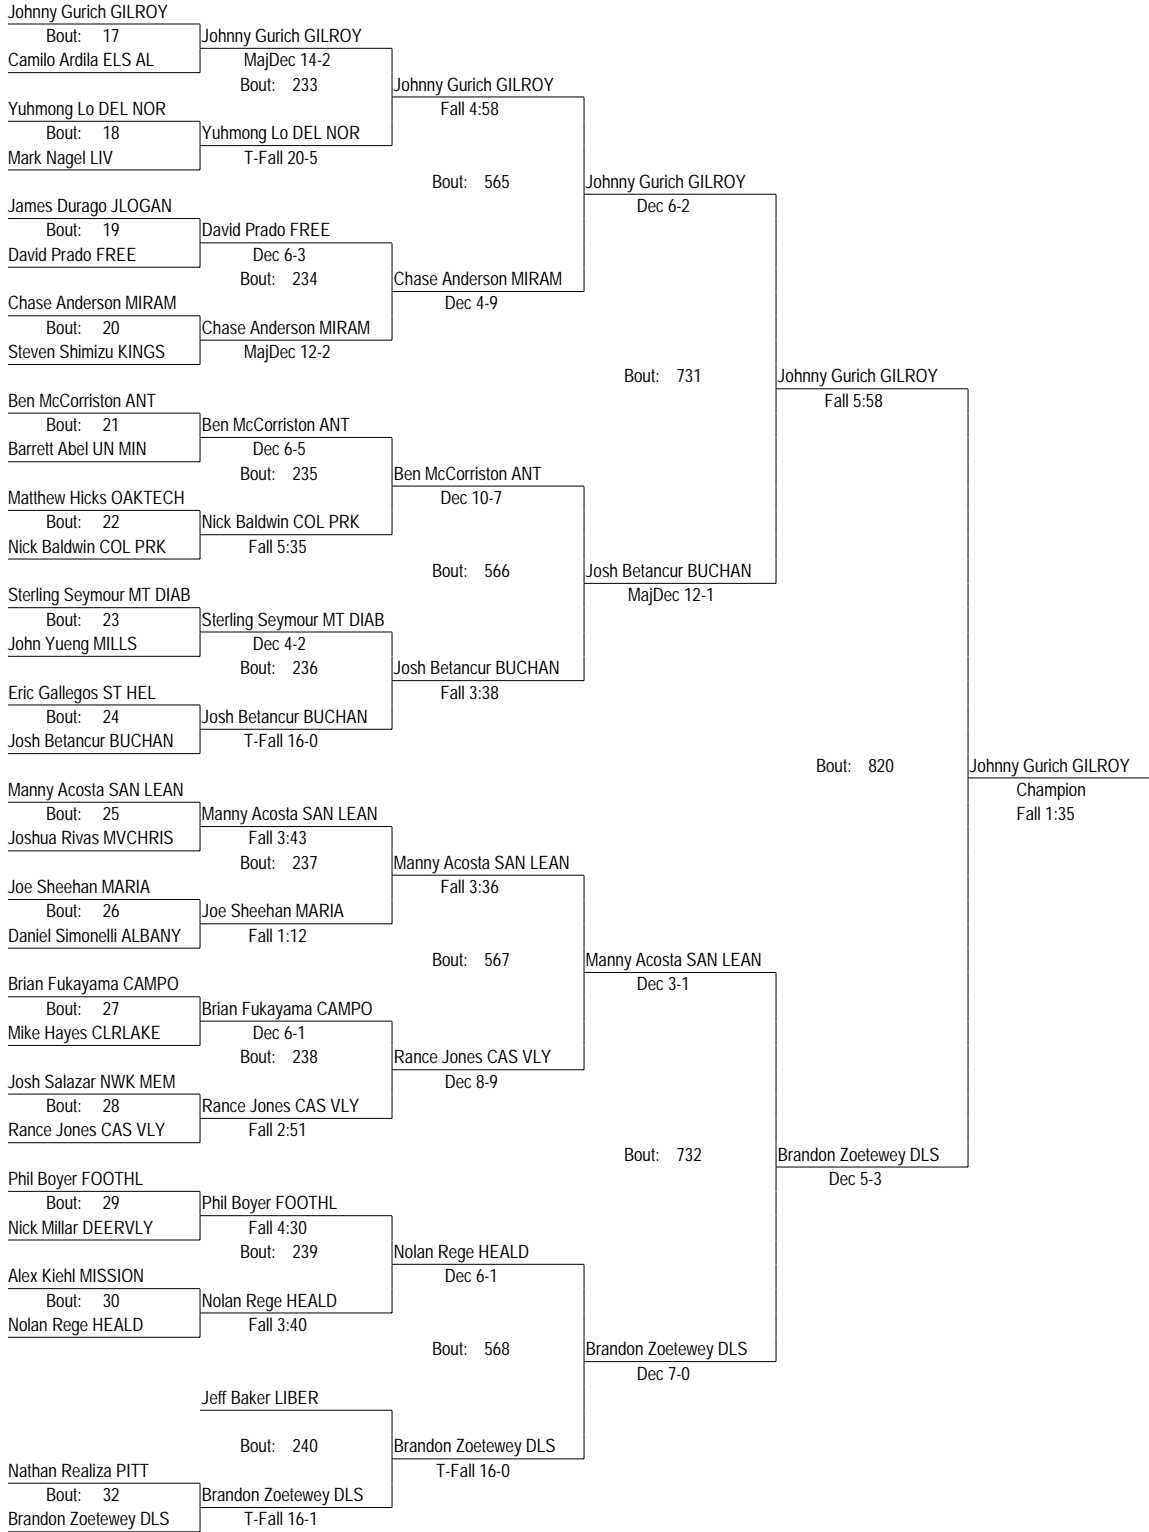 Johnny Gurich GILROY
Bout: 17
Johnny Gurich GILROY
Camilo Ardila ELS AL
MajDec 14-2
Bout: 233
Johnny Gurich GILROY
Yuhmong Lo DEL NOR
Fall 4:58
Bout: 18
Yuhmong Lo DEL NOR
Mark Nagel LIV
T-Fall 20-5
Bout: 565
Johnny Gurich GILROY
James Durago JLOGAN
Dec 6-2
Bout: 19
David Prado FREE
David Prado FREE
Dec 6-3
Bout: 234
Chase Anderson MIRAM
Chase Anderson MIRAM
Dec 4-9
Bout: 20
Chase Anderson MIRAM
Steven Shimizu KINGS
MajDec 12-2
Bout: 731
Johnny Gurich GILROY
Ben McCorriston ANT
Fall 5:58
Bout: 21
Ben McCorriston ANT
Barrett Abel UN MIN
Dec 6-5
Bout: 235
Ben McCorriston ANT
Matthew Hicks OAKTECH
Dec 10-7
Bout: 22
Nick Baldwin COL PRK
Nick Baldwin COL PRK
Fall 5:35
Bout: 566
Josh Betancur BUCHAN
Sterling Seymour MT DIAB
MajDec 12-1
Bout: 23
Sterling Seymour MT DIAB
John Yueng MILLS
Dec 4-2
Bout: 236
Josh Betancur BUCHAN
Eric Gallegos ST HEL
Fall 3:38
Bout: 24
Josh Betancur BUCHAN
Josh Betancur BUCHAN
T-Fall 16-0
Bout: 820
Johnny Gurich GILROY
Manny Acosta SAN LEAN
Champion
Bout: 25
Manny Acosta SAN LEAN
Fall 1:35
Joshua Rivas MVCHRIS
Fall 3:43
Bout: 237
Manny Acosta SAN LEAN
Joe Sheehan MARIA
Fall 3:36
Bout: 26
Joe Sheehan MARIA
Daniel Simonelli ALBANY
Fall 1:12
Bout: 567
Manny Acosta SAN LEAN
Brian Fukayama CAMPO
Dec 3-1
Bout: 27
Brian Fukayama CAMPO
Mike Hayes CLRLAKE
Dec 6-1
Bout: 238
Rance Jones CAS VLY
Josh Salazar NWK MEM
Dec 8-9
Bout: 28
Rance Jones CAS VLY
Rance Jones CAS VLY
Fall 2:51
Bout: 732
Brandon Zoetewey DLS
Phil Boyer FOOTHL
Dec 5-3
Bout: 29
Phil Boyer FOOTHL
Nick Millar DEERVLY
Fall 4:30
Bout: 239
Nolan Rege HEALD
Alex Kiehl MISSION
Dec 6-1
Bout: 30
Nolan Rege HEALD
Nolan Rege HEALD
Fall 3:40
Bout: 568
Brandon Zoetewey DLS
Dec 7-0
Jeff Baker LIBER
Bout: 240
Brandon Zoetewey DLS
Nathan Realiza PITT
T-Fall 16-0
Bout: 32
Brandon Zoetewey DLS
Brandon Zoetewey DLS
T-Fall 16-1